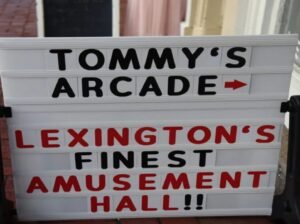 TOMMY'S
ARCADE →
LEXINGTON'S
FINEST
AMUSEMENT
HALL!!